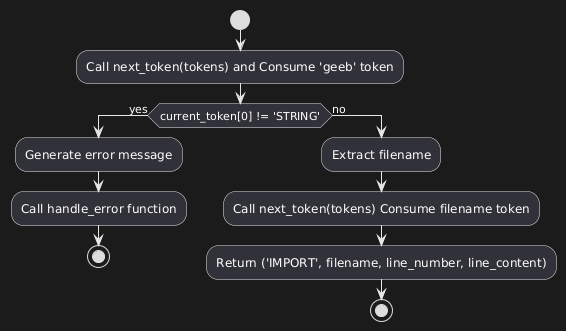 Call next_token(tokens) and Consume 'geeb' token
yes
current_token[0] != 'STRING'
no
Generate error message
Extract filename
Call handle_error function
Call next_token(tokens) Consume filename token
Return ('IMPORT', filename, line_number, line_content)